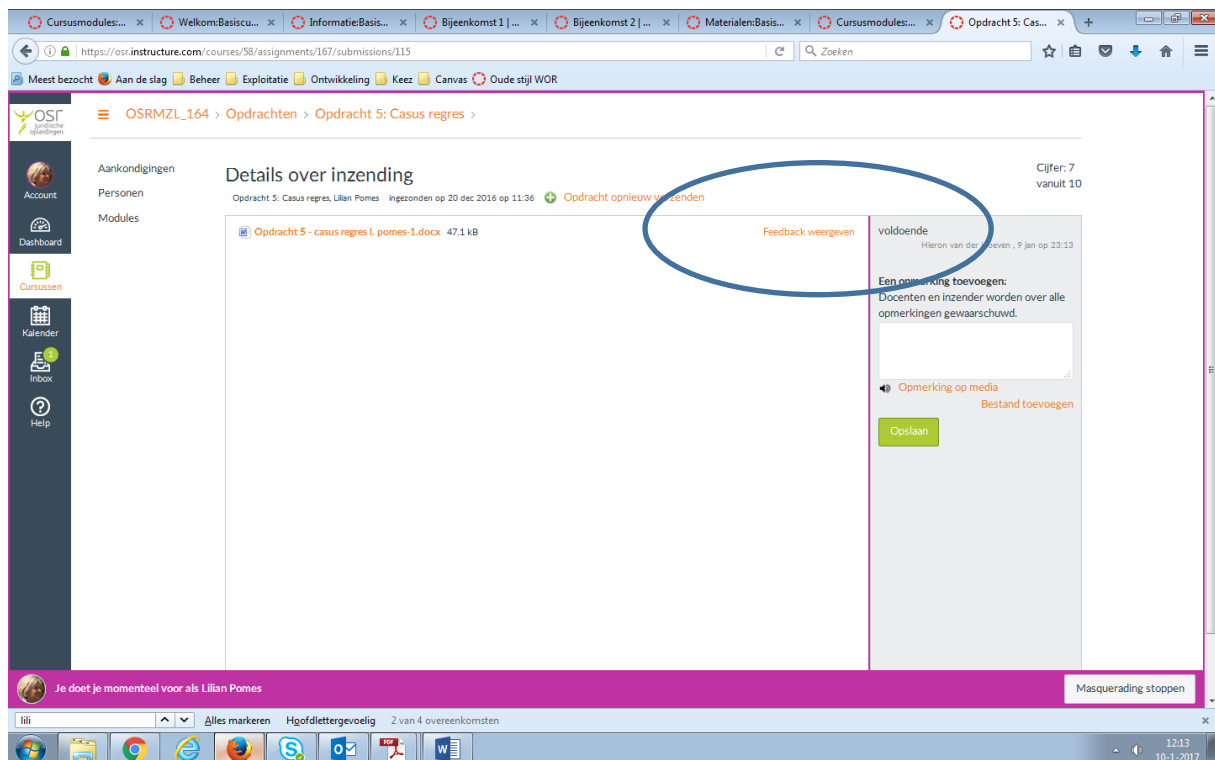 Cursusmodules:...
Welkom:Basiscu...
Informatie:Basis...
Bijeenkomst 1 | ...
Bijeenkomst 2 | ...
Materialen:Basis...
Cursusmodules:...
Opdracht 5: Cas...
https://osr.instructure.com/courses/58/assignments/167/submissions/115
Zoeken
Meest bezocht Aan de slag Beheer Exploitatie Ontwikkeling Keez Canvas Oude stijl WOR
OSR
juridische
opleidingen
OSRMZL_164 > Opdrachten > Opdracht 5: Casus regres >
Account
Dashboard
Cursussen
Kalender
1
Inbox
Help
Aankondigingen
Personen
Modules
Details over inzending
Opdracht 5: Casus regres, Lilian Pomes ingezonden op 20 dec 2016 op 11:36 Opdracht opnieuw verzenden
Cijfer: 7
vanuit 10
Opdracht 5 - casus regres l. pomes-1.docx 47.1 kB Feedback weergeven
voldoende
Hieron van der Hoeven , 9 jan op 23:13
Een opmerking toevoegen:
Docenten en inzender worden over alle
opmerkingen gewaarschuwd.
Opmerking op media
Bestand toevoegen
Opslaan
Je doet je momenteel voor als Lilian Pomes
Masquerading stoppen
lili Alles markeren Hoofdlettergevoelig 2 van 4 overeenkomsten
12:13
10-1-2017